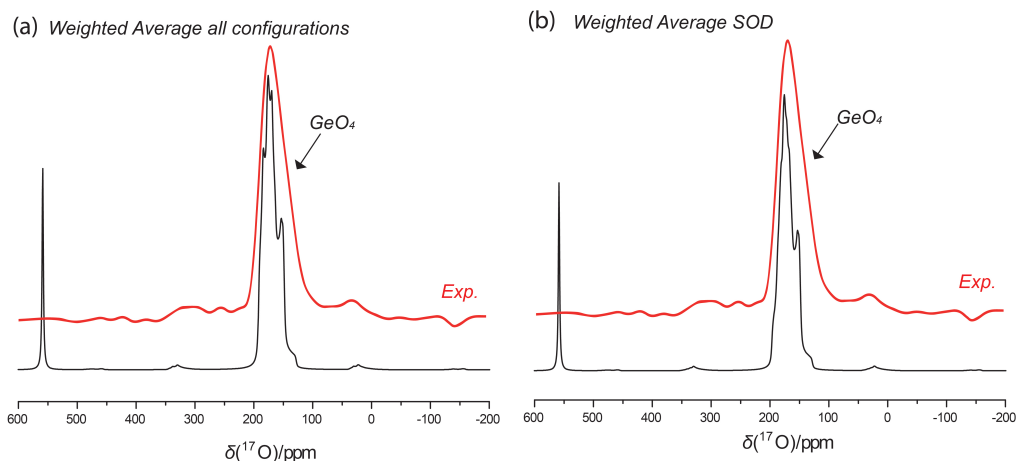 (a) Weighted Average all configurations
GeO₄
Exp.
600 500 400 300 200 100 0 -100 -200
δ(¹⁷O)/ppm
(b) Weighted Average SOD
GeO₄
Exp.
600 500 400 300 200 100 0 -100 -200
δ(¹⁷O)/ppm